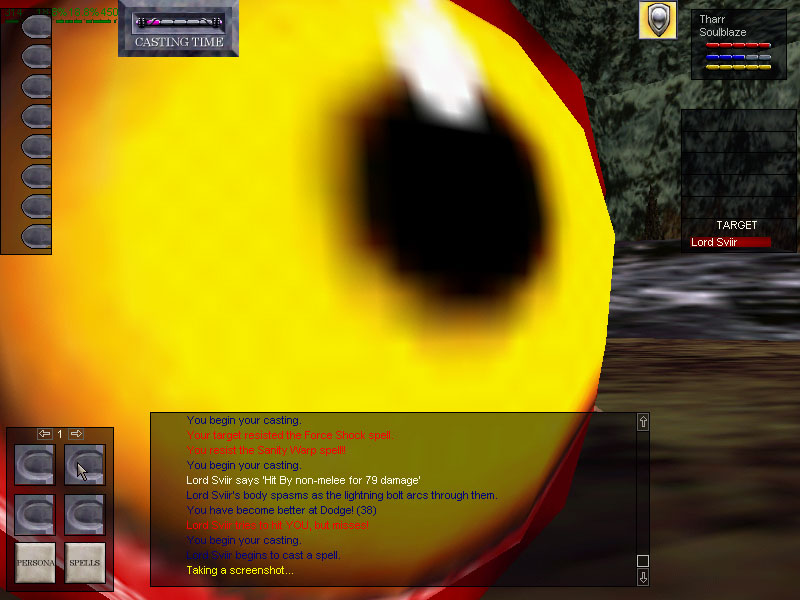 CASTING TIME
Tharr
Soulblaze
TARGET
Lord Sviir
You begin your casting.
Your target resisted the Force Shock spell.
You resist the Sanity Warp spell!!
You begin your casting.
Lord Sviir says 'Hit By non-melee for 79 damage'
Lord Sviir's body spasms as the lightning bolt arcs through them.
You have become better at Dodge! (38)
Lord Sviir tries to hit YOU, but misses!
You begin your casting.
Lord Sviir begins to cast a spell.
Taking a screenshot...
1
PERSONA
SPELLS